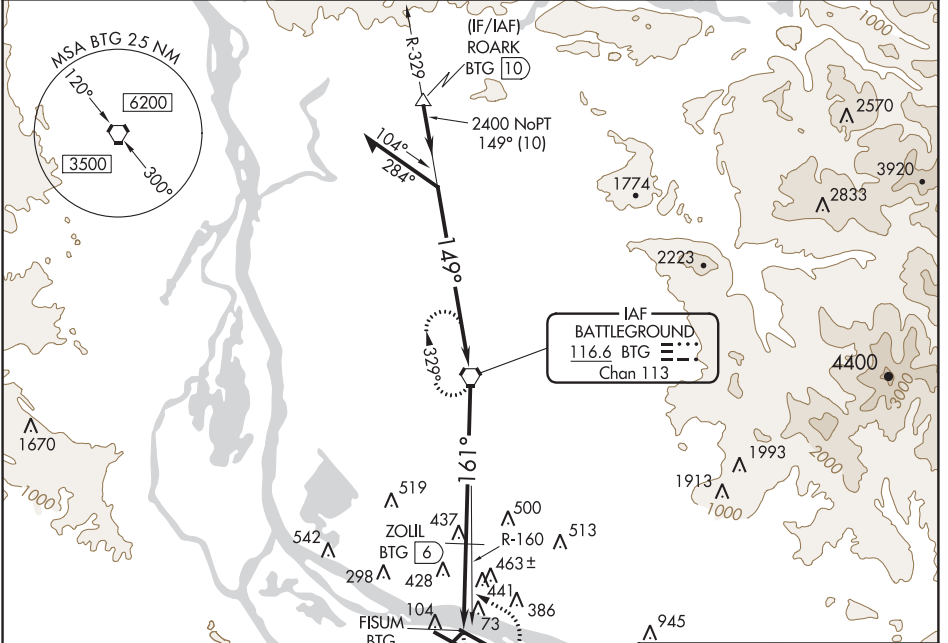 MSA BTG 25 NM
120°
6200
3500
300°
R-329
(IF/IAF)
ROARK
BTG 10
2400 NoPT
149° (10)
104°
284°
149°
329°
IAF
BATTLEGROUND
116.6 BTG
Chan 113
161°
1000
2570
3920
2833
1774
2223
4400
3000
2000
1993
1913
1000
1670
1000
519
500
437
ZOLIL
BTG 6
R-160
513
542
298
428
463±
441
386
104
73
FISUM
BTG
945